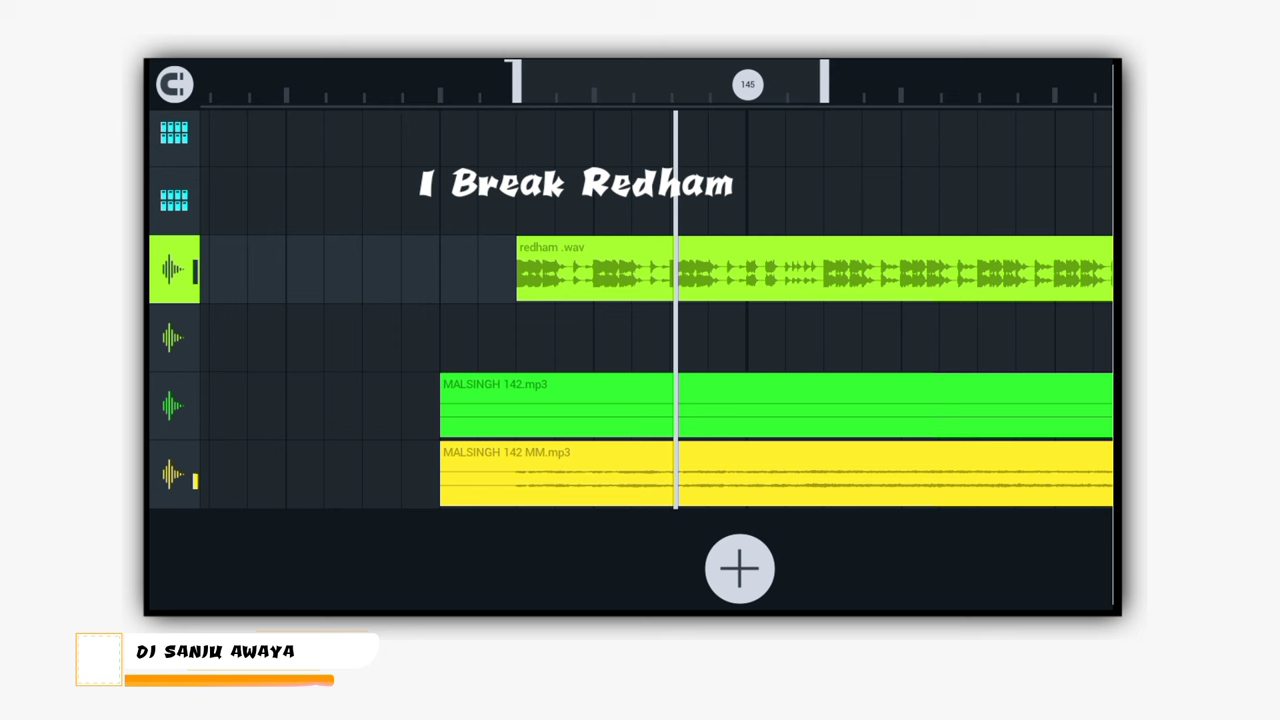 145
I Break Redham
redham .wav
MALSINGH 142.mp3
MALSINGH 142 MM.mp3
DJ SANJU AWAYA